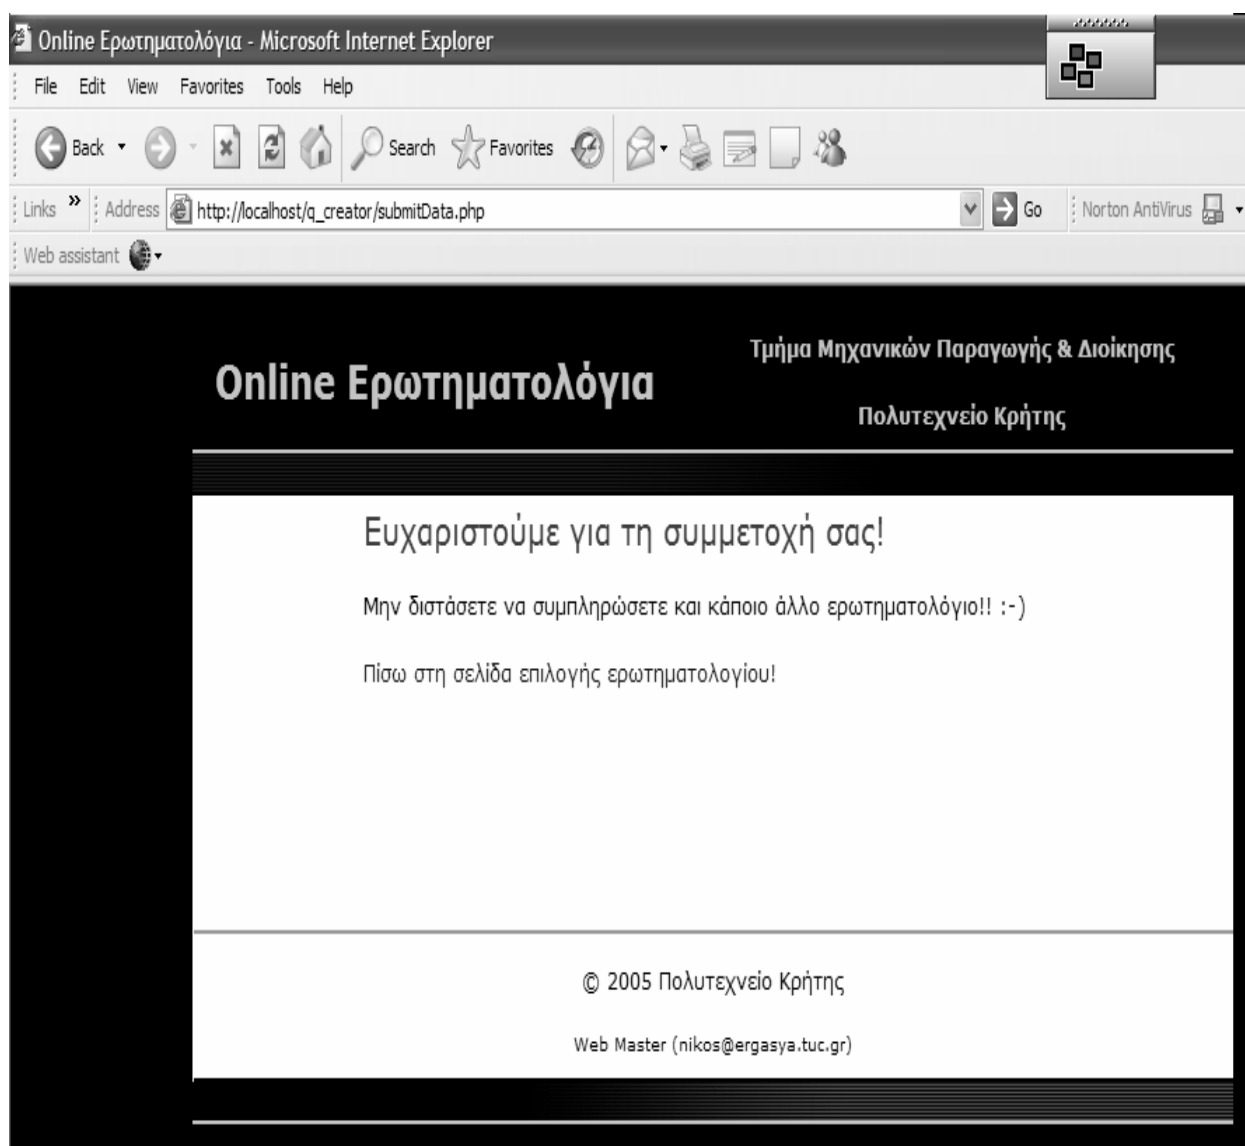 Online Ερωτηματολόγια - Microsoft Internet Explorer
File Edit View Favorites Tools Help
Back Search Favorites
Links » Address http://localhost/q_creator/submitData.php Go Norton AntiVirus
Web assistant
Online Ερωτηματολόγια
Τμήμα Μηχανικών Παραγωγής & Διοίκησης
Πολυτεχνείο Κρήτης
Ευχαριστούμε για τη συμμετοχή σας!
Μην διστάσετε να συμπληρώσετε και κάποιο άλλο ερωτηματολόγιο!! :-)
Πίσω στη σελίδα επιλογής ερωτηματολογίου!
© 2005 Πολυτεχνείο Κρήτης
Web Master (nikos@ergasya.tuc.gr)